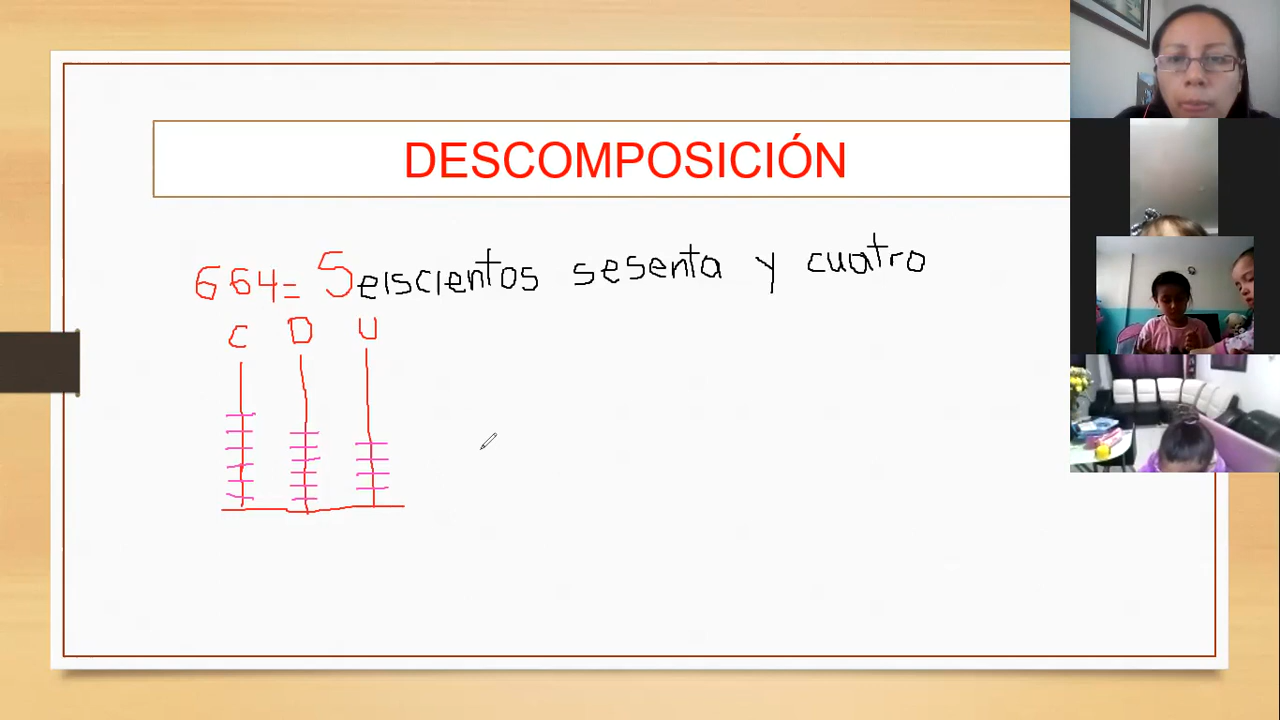 DESCOMPOSICIÓN
664= Seiscientos sesenta y cuatro
C D U